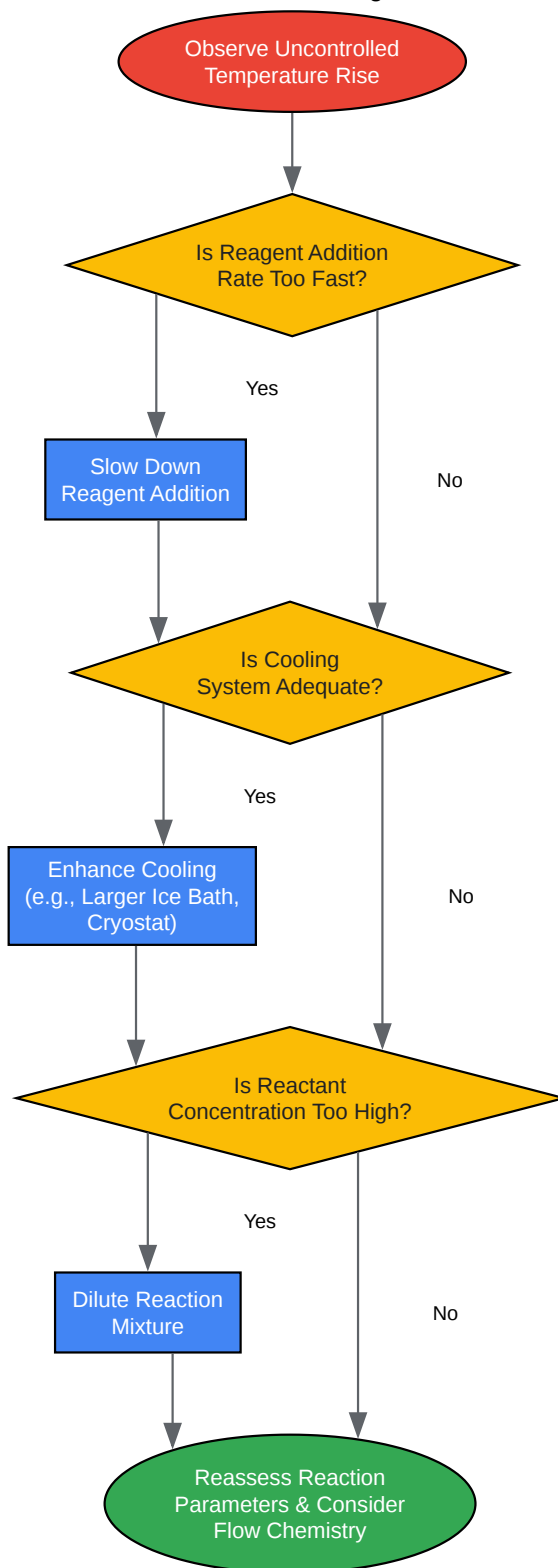 Observe Uncontrolled
Temperature Rise
Is Reagent Addition
Rate Too Fast?
Yes
Slow Down
Reagent Addition
No
Is Cooling
System Adequate?
Yes
Enhance Cooling
(e.g., Larger Ice Bath,
Cryostat)
No
Is Reactant
Concentration Too High?
Yes
Dilute Reaction
Mixture
No
Reassess Reaction
Parameters & Consider
Flow Chemistry